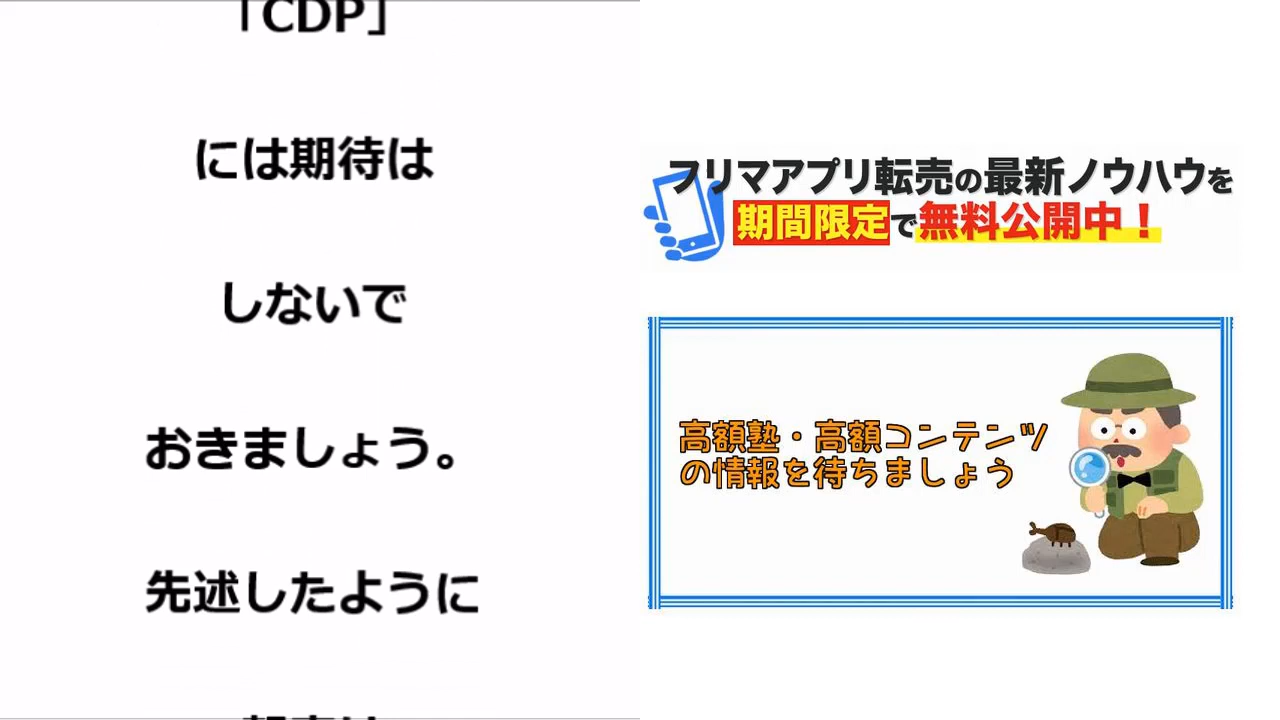 「CDP」
には期待は
しないで
おきましょう。
先述したように
フリマアプリ転売の最新ノウハウを
期間限定で無料公開中！
高額塾・高額コンテンツ
の情報を待ちましょう